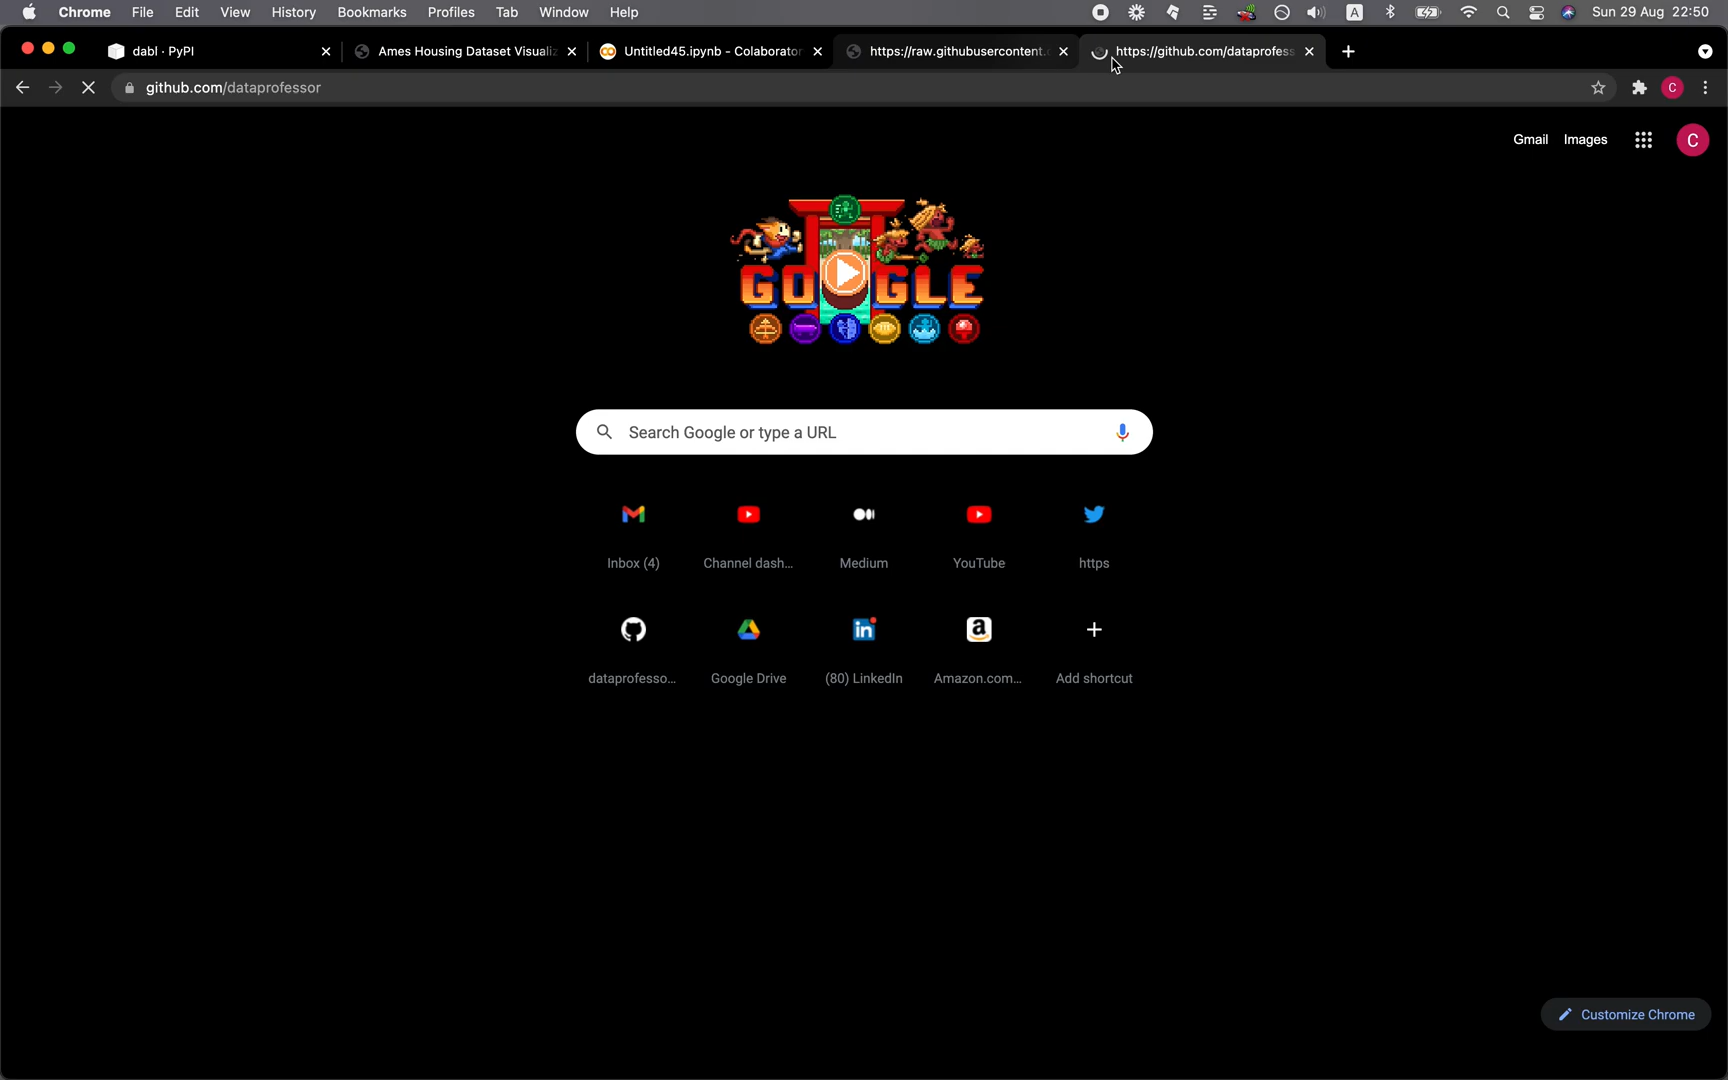 Chrome File Edit View History Bookmarks Profiles Tab Window Help A Sun 29 Aug 22:50
dabl · PyPI Ames Housing Dataset Visualiz Untitled45.ipynb - Colaborator https://raw.githubusercontent. https://github.com/dataprofess
github.com/dataprofessor C
Gmail Images C
GOOGLE
Search Google or type a URL
Inbox (4) Channel dash... Medium YouTube https
dataprofesso... Google Drive (80) LinkedIn Amazon.com... Add shortcut
Customize Chrome